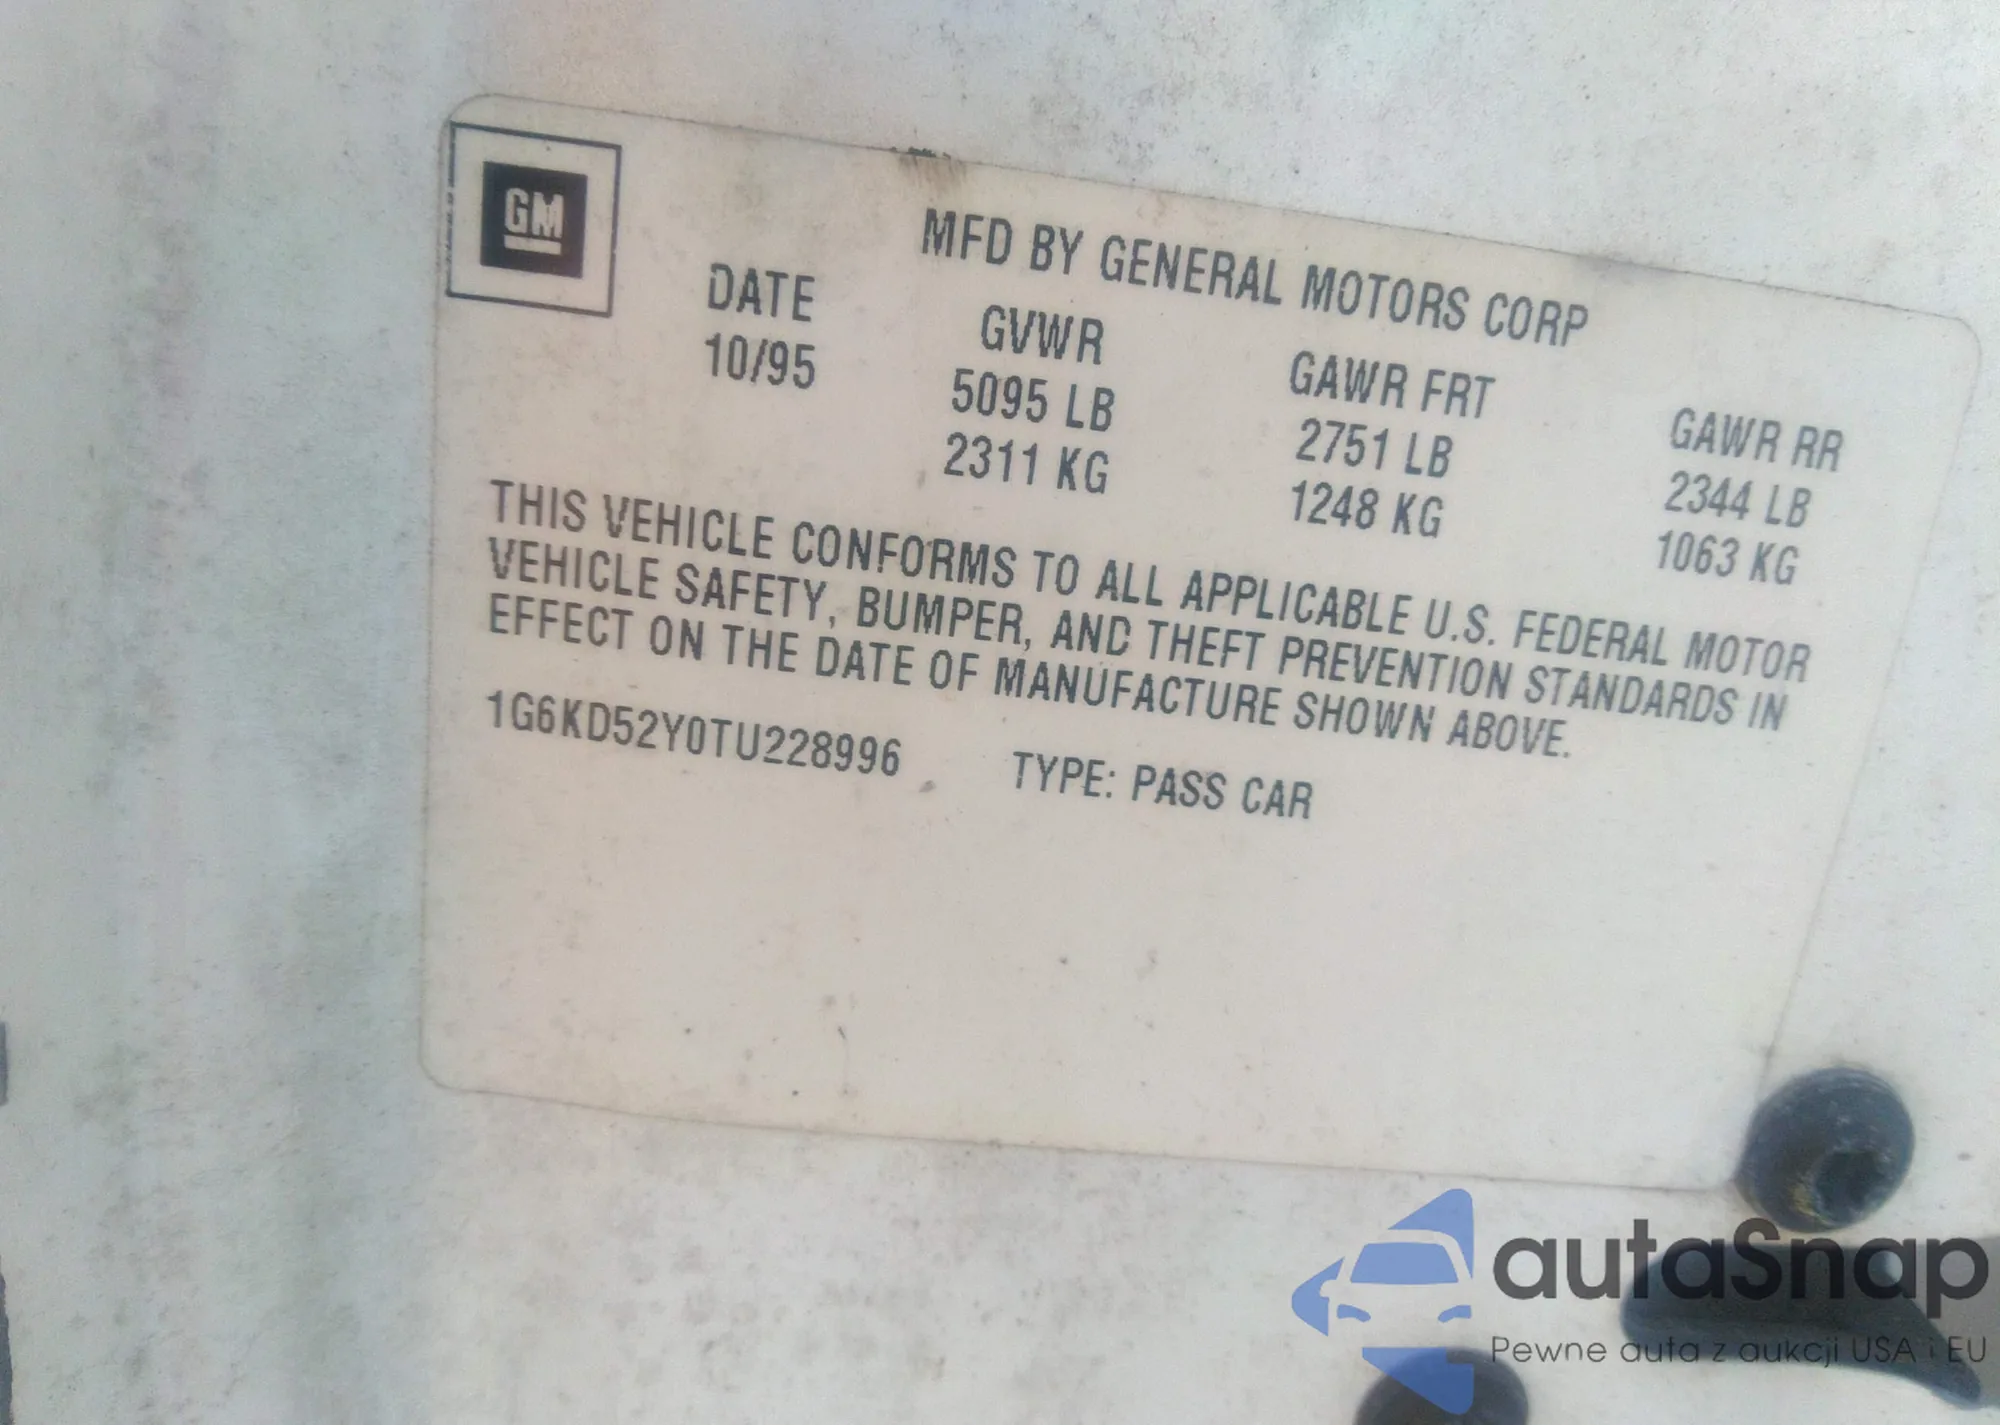 GM
MFD BY GENERAL MOTORS CORP
DATE GVWR GAWR FRT GAWR RR
10/95 5095 LB 2751 LB 2344 LB
2311 KG 1248 KG 1063 KG
THIS VEHICLE CONFORMS TO ALL APPLICABLE U.S. FEDERAL MOTOR
VEHICLE SAFETY, BUMPER, AND THEFT PREVENTION STANDARDS IN
EFFECT ON THE DATE OF MANUFACTURE SHOWN ABOVE.
1G6KD52Y0TU228996 TYPE: PASS CAR
autaSnap
Pewne auta z aukcji USA i EU